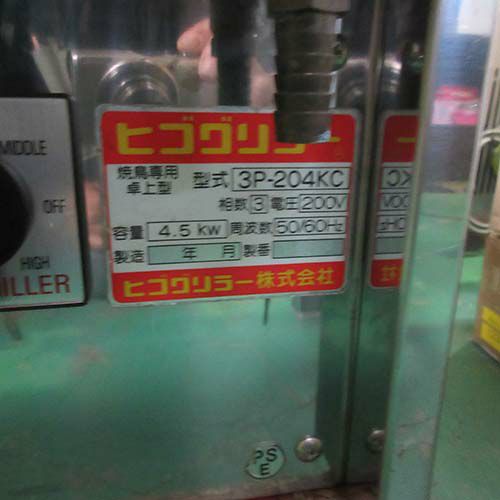 ヒゴグリラー
焼鳥専用
卓上型 型式 3P-204KC
相数 3 電圧 200V
容量 4.5 kw 周波数 50/60Hz
製造 年 月 製番
ヒゴグリラー株式会社
MIDDLE
OFF
HIGH
ILLER
PS
E